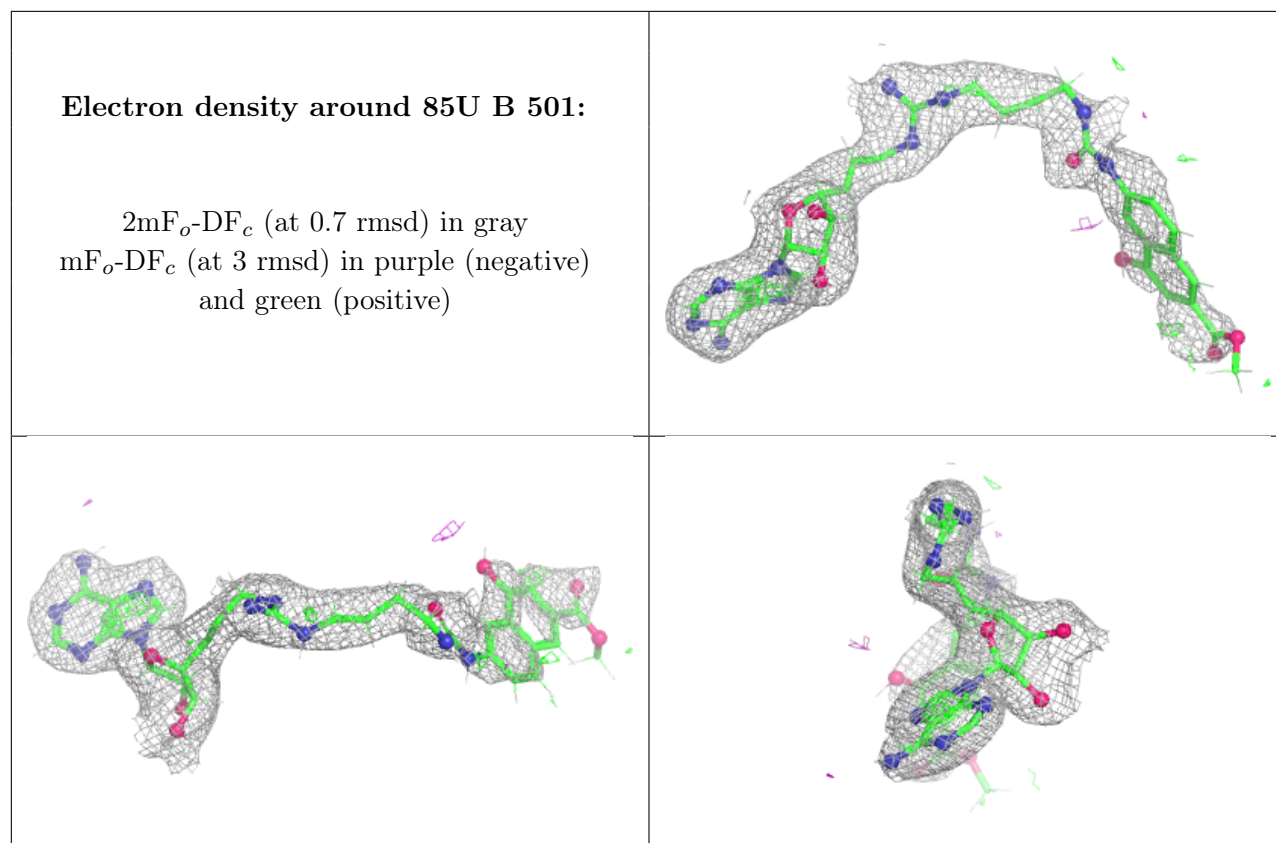 Electron density around 85U B 501:
2mFo-DFc (at 0.7 rmsd) in gray
mFo-DFc (at 3 rmsd) in purple (negative)
and green (positive)